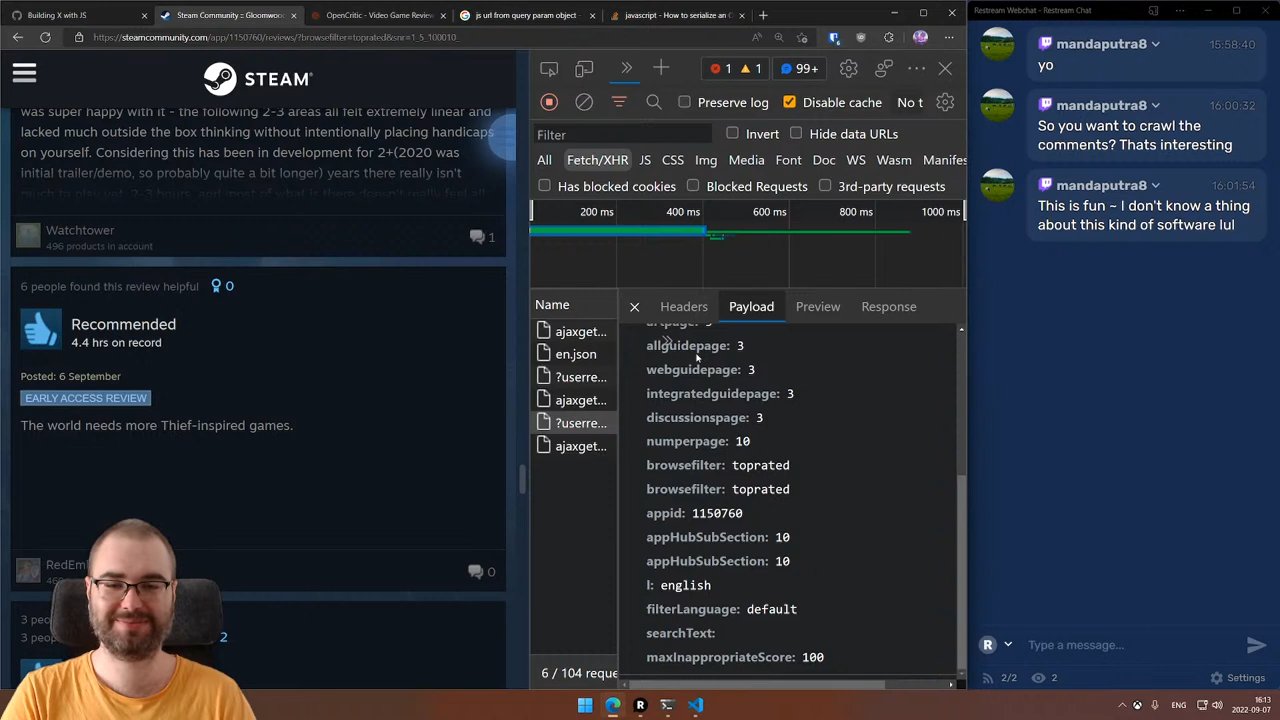 Building X with JS
Steam Community :: Gloomwo
OpenCritic - Video Game Review
js url from query param object
javascript - How to serialize an
https://steamcommunity.com/app/1150760/reviews/?browsefilter=toprated&snr=1_5_100010_
STEAM
was super happy with it - the following 2-3 areas all felt extremely linear and
lacked much outside the box thinking without intentionally placing handicaps
on yourself. Considering this has been in development for 2+(2020 was
initial trailer/demo, so probably quite a bit longer) years there really isn't
Watchtower
496 products in account
1
6 people found this review helpful
0
Recommended
4.4 hrs on record
Posted: 6 September
EARLY ACCESS REVIEW
The world needs more Thief-inspired games.
0
3 people
2
1
1
99+
Preserve log
Disable cache
No t
Filter
Invert
Hide data URLs
All
Fetch/XHR
JS
CSS
Img
Media
Font
Doc
WS
Wasm
Manifes
Has blocked cookies
Blocked Requests
3rd-party requests
200 ms
400 ms
600 ms
800 ms
1000 ms
Name
Headers
Payload
Preview
Response
ajaxget...
en.json
?userre...
ajaxget...
?userre...
ajaxget...
allguidepage: 3
webguidepage: 3
integratedguidepage: 3
discussionspage: 3
numperpage: 10
browsefilter: toprated
browsefilter: toprated
appid: 1150760
appHubSubSection: 10
appHubSubSection: 10
l: english
filterLanguage: default
searchText:
maxInappropriateScore: 100
6 / 104 reque
Restream Webchat - Restream Chat
mandaputra8
15:58:40
yo
mandaputra8
16:00:32
So you want to crawl the
comments? Thats interesting
mandaputra8
16:01:54
This is fun ~ I don't know a thing
about this kind of software lul
R
Type a message...
2/2
2
Settings
ENG
16:13
2022-09-07